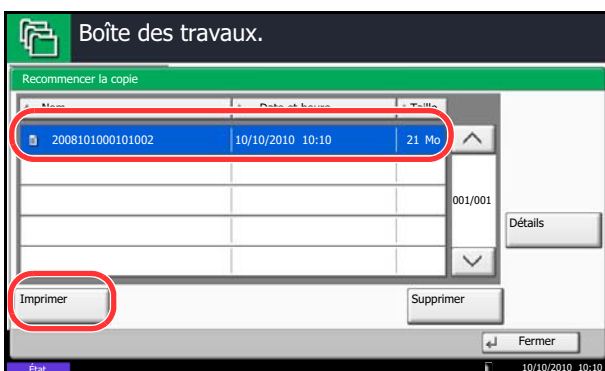 Boîte des travaux.
Recommencer la copie
Nom Date et heure Taille
2008101000101002 10/10/2010 10:10 21 Mo
001/001
Détails
Imprimer Supprimer
Fermer
État 10/10/2010 10:10